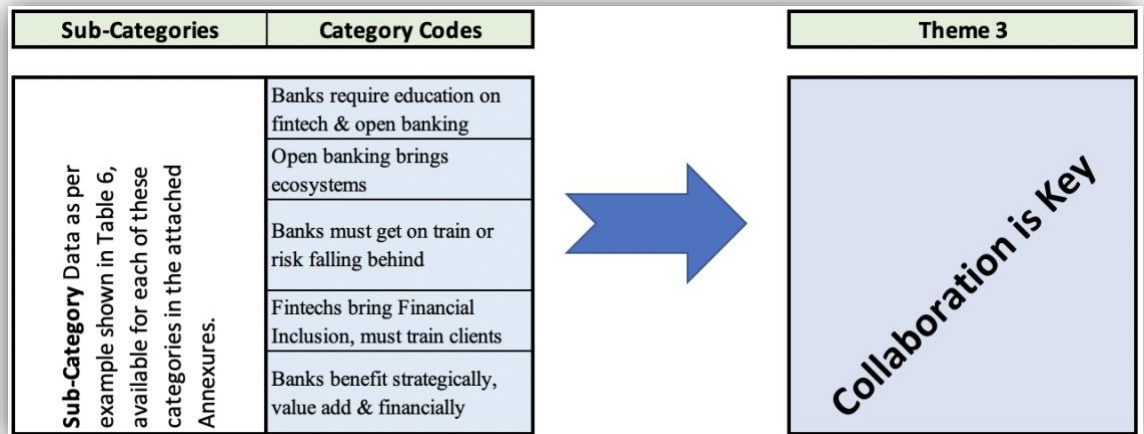 Sub-Categories
Category Codes
Theme 3
Sub-Category Data as per
example shown in Table 6,
available for each of these
categories in the attached
Annexures.
Banks require education on
fintech & open banking
Open banking brings
ecosystems
Banks must get on train or
risk falling behind
Fintechs bring Financial
Inclusion, must train clients
Banks benefit strategically,
value add & financially
Collaboration is Key